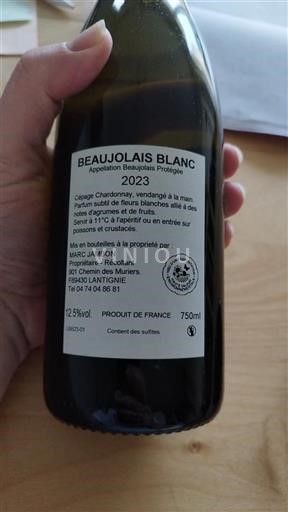 BEAUJOLAIS BLANC
Appellation Beaujolais Protégée
2023
Cépage Chardonnay, vendangé à la main
Parfum subtil de fleurs blanches allié à des
notes d'agrumes et de fruits.
Servir à 11°C à l'apéritif ou en entrée sur
poissons et crustacés.
Mis en bouteilles à la propriété par
MARC JAMBON
VINIOU
Propriétaire - Récoltant
901 Chemin des Muriers.
F69430 LANTIGNIE
Tel 04 74 04 86 81
12.5%vol. PRODUIT DE FRANCE 750ml
Contient des sulfites